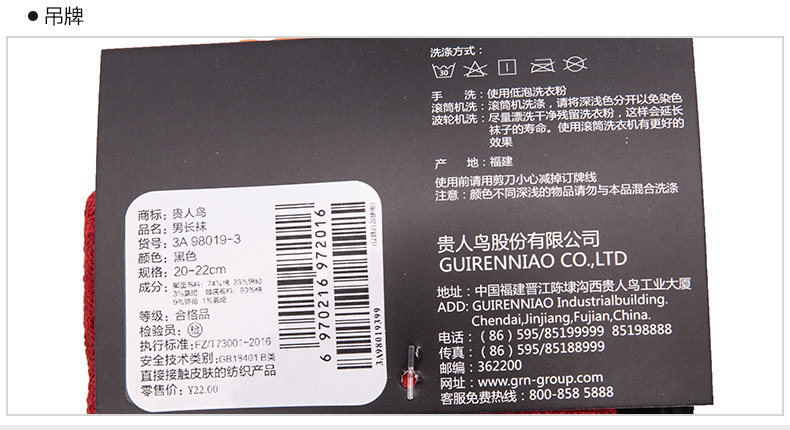 吊牌
洗涤方式：
30
手 洗：使用低泡洗衣粉
滚筒机洗：滚筒机洗涤，请将深浅色分开以免染色
波轮机洗：尽量漂洗干净残留洗衣粉，这样会延长
袜子的寿命。使用滚筒洗衣机有更好的
效果
产 地：福建
使用前请用剪刀小心减掉订牌线
注意：颜色不同深浅的物品请勿与本品混合洗涤
贵人鸟股份有限公司
GUIRENNIAO CO.,LTD
地址：中国福建晋江陈埭沟西贵人鸟工业大厦
ADD: GUIRENNIAO Industrialbuilding.
Chendai,Jinjiang,Fujian,China.
电话：（86）595/85199999 85198888
传真：（86）595/85188999
邮编：362200
网址：www.grn-group.com
客服免费热线：800-858 5888
商标：贵人鸟
品名：男长袜
货号：3A 98019-3
颜色：黑色
规格：20-22cm
成分：
等级：合格品
检验员：
执行标准：FZ/T73001-2016
安全技术类别：GB18401 B类
直接接触皮肤的纺织产品
零售价：¥22.00
6 970216 972016
3A98019399